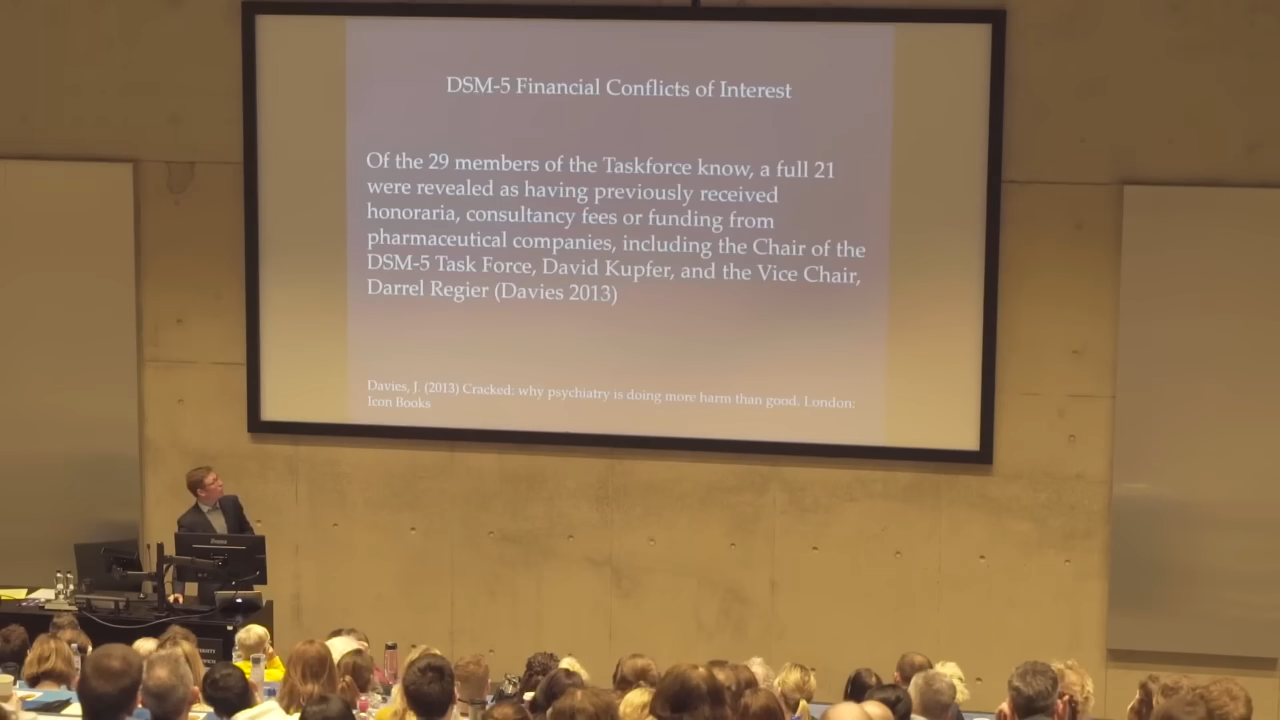 DSM-5 Financial Conflicts of Interest
Of the 29 members of the Taskforce know, a full 21
were revealed as having previously received
honoraria, consultancy fees or funding from
pharmaceutical companies, including the Chair of the
DSM-5 Task Force, David Kupfer, and the Vice Chair,
Darrel Regier (Davies 2013)
Davies, J. (2013) Cracked: why psychiatry is doing more harm than good. London:
Icon Books